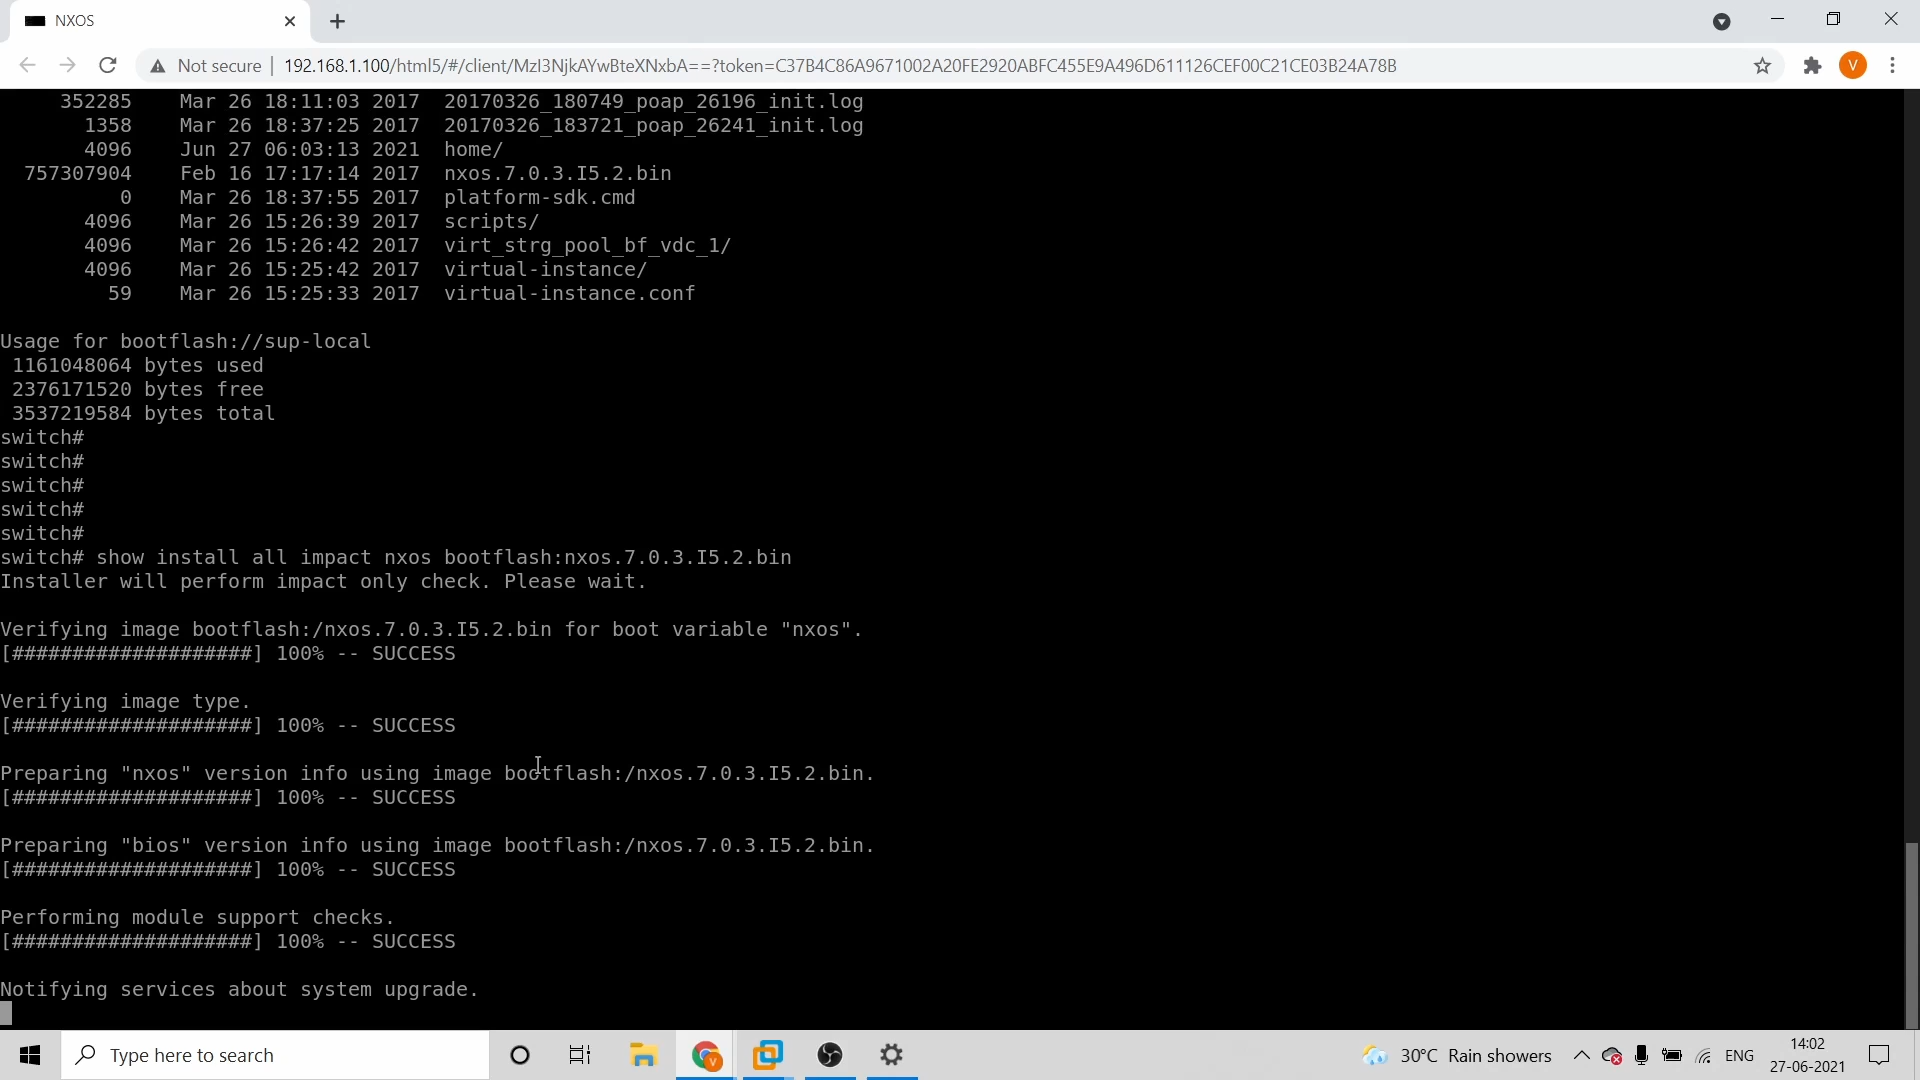 NXOS
Not secure
192.168.1.100/html5/#/client/MzI3NjkAYwBteXNxbA==?token=C37B4C86A9671002A20FE2920ABFC455E9A496D611126CEF00C21CE03B24A78B
V
352285 Mar 26 18:11:03 2017 20170326_180749_poap_26196_init.log
1358 Mar 26 18:37:25 2017 20170326_183721_poap_26241_init.log
4096 Jun 27 06:03:13 2021 home/
757307904 Feb 16 17:17:14 2017 nxos.7.0.3.I5.2.bin
0 Mar 26 18:37:55 2017 platform-sdk.cmd
4096 Mar 26 15:26:39 2017 scripts/
4096 Mar 26 15:26:42 2017 virt_strg_pool_bf_vdc_1/
4096 Mar 26 15:25:42 2017 virtual-instance/
59 Mar 26 15:25:33 2017 virtual-instance.conf
Usage for bootflash://sup-local
1161048064 bytes used
2376171520 bytes free
3537219584 bytes total
switch#
switch#
switch#
switch#
switch#
switch# show install all impact nxos bootflash:nxos.7.0.3.I5.2.bin
Installer will perform impact only check. Please wait.
Verifying image bootflash:/nxos.7.0.3.I5.2.bin for boot variable "nxos".
[####################] 100% -- SUCCESS
Verifying image type.
[####################] 100% -- SUCCESS
Preparing "nxos" version info using image bootflash:/nxos.7.0.3.I5.2.bin.
[####################] 100% -- SUCCESS
Preparing "bios" version info using image bootflash:/nxos.7.0.3.I5.2.bin.
[####################] 100% -- SUCCESS
Performing module support checks.
[####################] 100% -- SUCCESS
Notifying services about system upgrade.
Type here to search
30°C Rain showers
ENG
14:02
27-06-2021